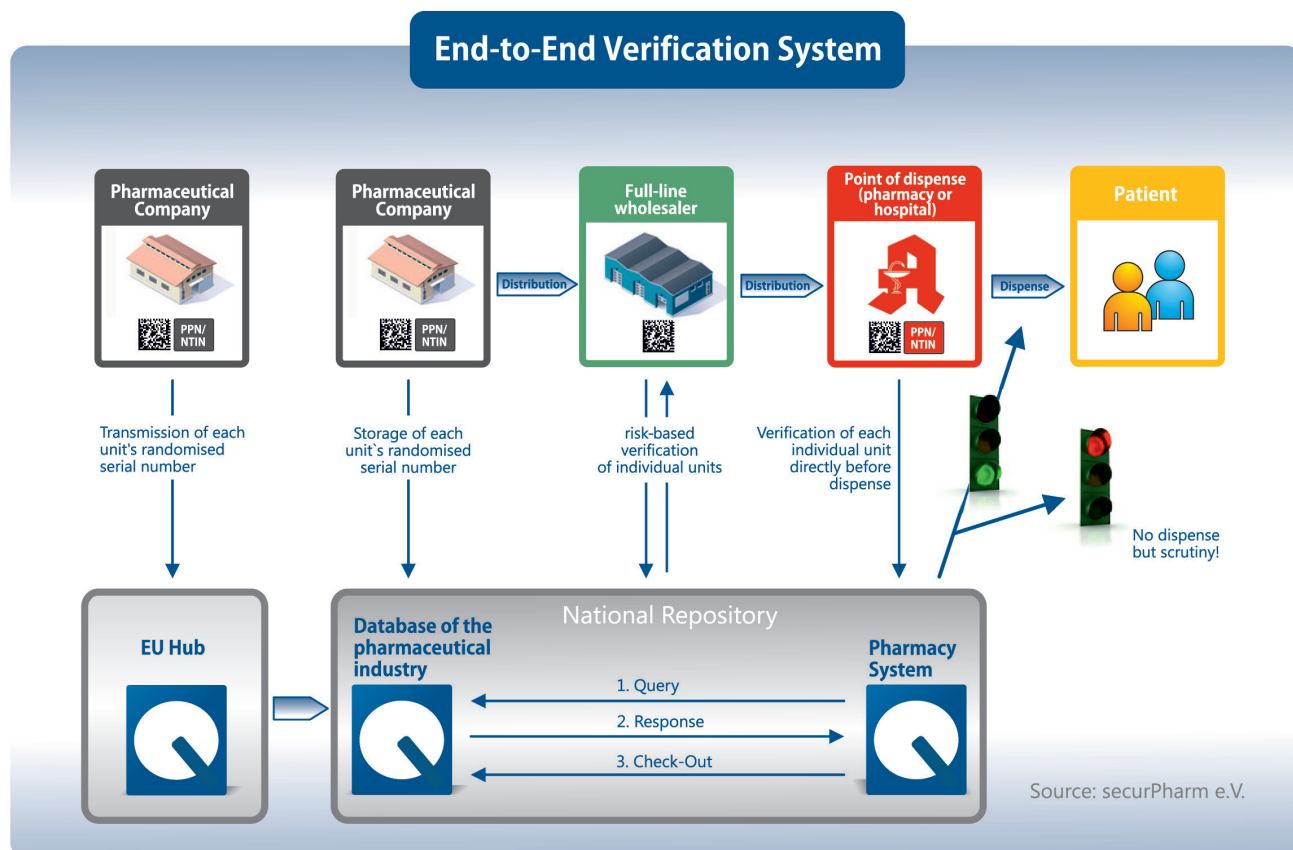 End-to-End Verification System
Pharmaceutical
Company
PPN/
NTIN
Pharmaceutical
Company
PPN/
NTIN
Distribution
Full-line
wholesaler
Distribution
Point of dispense
(pharmacy or
hospital)
PPN/
NTIN
Dispense
Patient
Transmission of each
unit's randomised
serial number
Storage of each
unit`s randomised
serial number
risk-based
verification
of individual units
Verification of each
individual unit
directly before
dispense
No dispense
but scrutiny!
EU Hub
National Repository
Database of the
pharmaceutical
industry
Pharmacy
System
1. Query
2. Response
3. Check-Out
Source: securPharm e.V.